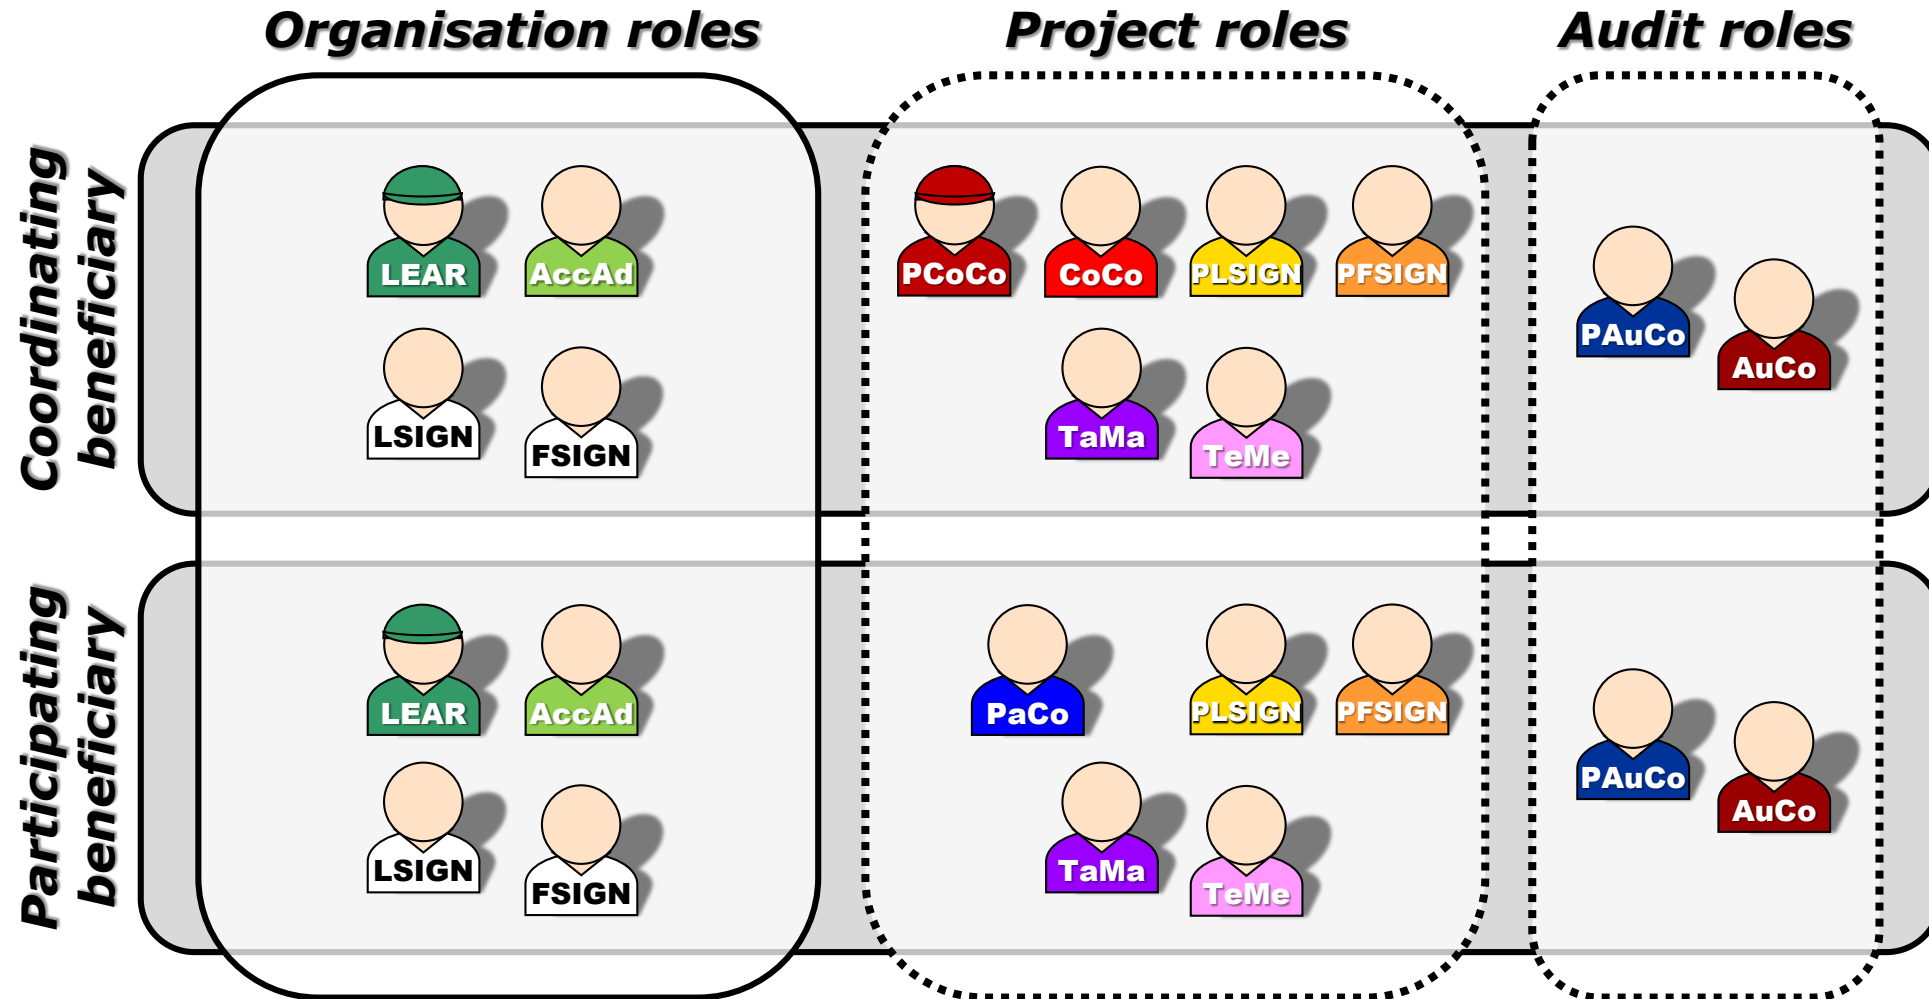 Organisation roles
Project roles
Audit roles
Coordinating
beneficiary
LEAR
AccAd
LSIGN
FSIGN
PCoCo
CoCo
PLSIGN
PFSIGN
TaMa
TeMe
PAuCo
AuCo
Participating
beneficiary
LEAR
AccAd
LSIGN
FSIGN
PaCo
PLSIGN
PFSIGN
TaMa
TeMe
PAuCo
AuCo